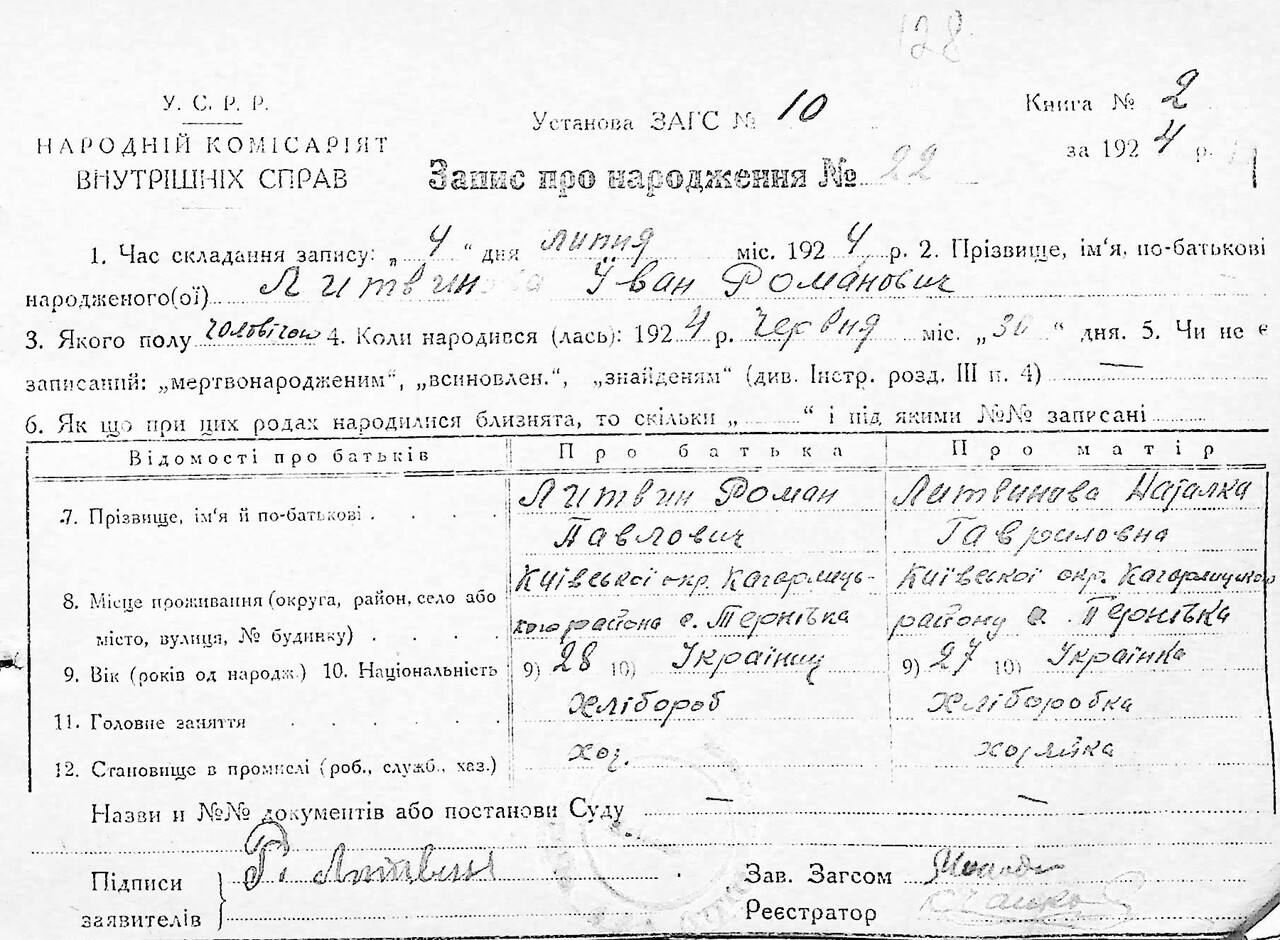 128
У. С. Р. Р.
НАРОДНІЙ КОМІСАРІЯТ
ВНУТРІШНІХ СПРАВ
Установа ЗАГС № 10
Книга № 2
за 1924 р.
Запис про народження № 22
1. Час складання запису: „ 4 “ дня липня міс. 1924 р. 2. Прізвище, ім‘я, по-батькові
народженого(ої) Литвин Їван Романович
3. Якого полу чоловічого 4. Коли народився (лась): 1924 р. Червня міс. „30 “ дня. 5. Чи не є
записаний: „мертвонародженим“, „всиновлен.“, „знайденям“ (див. Інстр. розд. III п. 4) —
6. Як що при цих родах народилися близнята, то скільки „ “ і під якими №№ записані
Відомості про батьків Про батька Про матір
7. Прізвище, ім‘я й по-батькові . . . . Литвин Роман Павлович Литвинова Наталка Гавриловна
8. Місце проживання (округа, район, село або місто, вулиця, № будинку) . . . . Київської окр. Кагарлицького района с. Тернівка Київської окр. Кагарлицького району с. Тернівка
9. Вік (років од народж.) 10. Національність 9) 28 10) Українц 9) 27 10) Українка
11. Головне заняття . . . . . Хлібороб Хліборобка
12. Становище в промислі (роб., служб., хаз.) хоз. хозяйка
Назви и №№ документів або постанови Суду — —
Підписи
заявителів
Р. Литвин
Зав. Загсом
Реєстратор